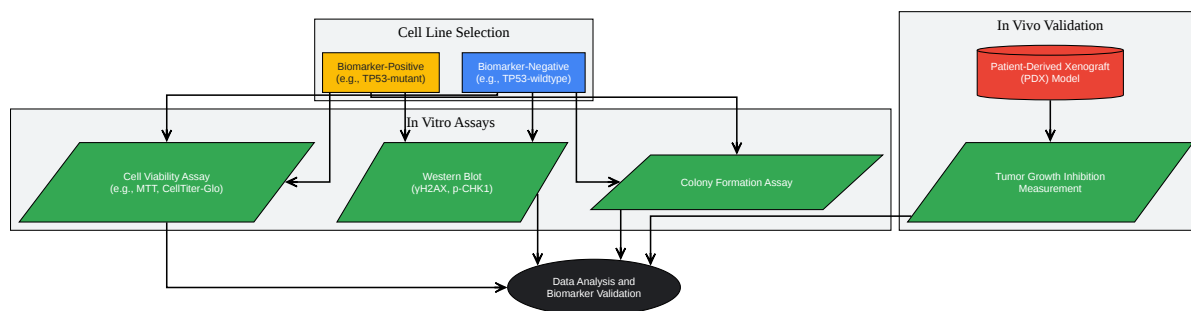 Cell Line Selection
Biomarker-Positive
(e.g., TP53-mutant)
Biomarker-Negative
(e.g., TP53-wildtype)
In Vitro Assays
Cell Viability Assay
(e.g., MTT, CellTiter-Glo)
Western Blot
(γH2AX, p-CHK1)
Colony Formation Assay
In Vivo Validation
Patient-Derived Xenograft
(PDX) Model
Tumor Growth Inhibition
Measurement
Data Analysis and
Biomarker Validation